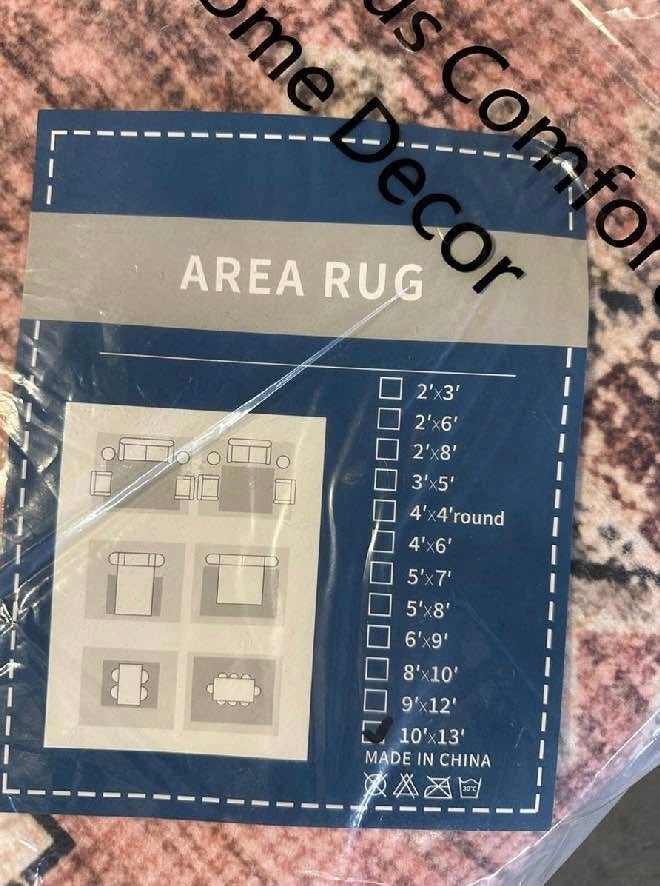 us Comfor
ome Decor
AREA RUG
2'x3'
2'x6'
2'x8'
3'x5'
4'x4'round
4'x6'
5'x7'
5'x8'
6'x9'
8'x10'
9'x12'
10'x13'
MADE IN CHINA
30°C